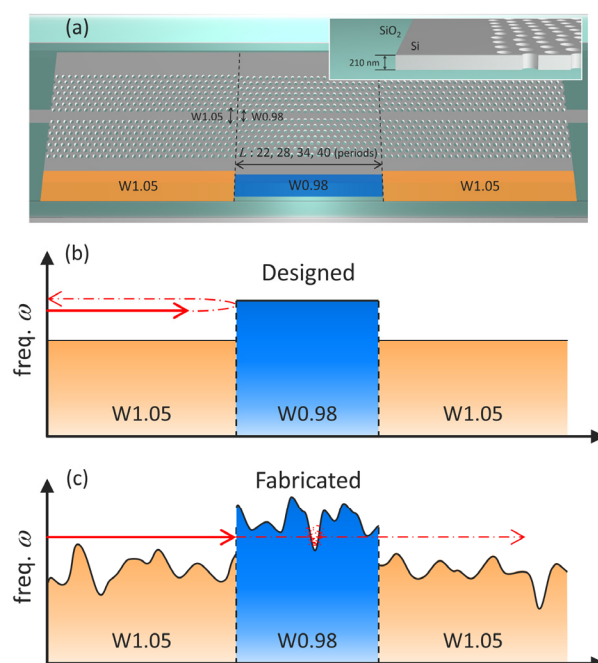 (a)
SiO2
Si
210 nm
W1.05
W0.98
L : 22, 28, 34, 40 (periods)
W1.05
W0.98
W1.05
(b)
Designed
freq. ω
W1.05
W0.98
W1.05
(c)
Fabricated
freq. ω
W1.05
W0.98
W1.05